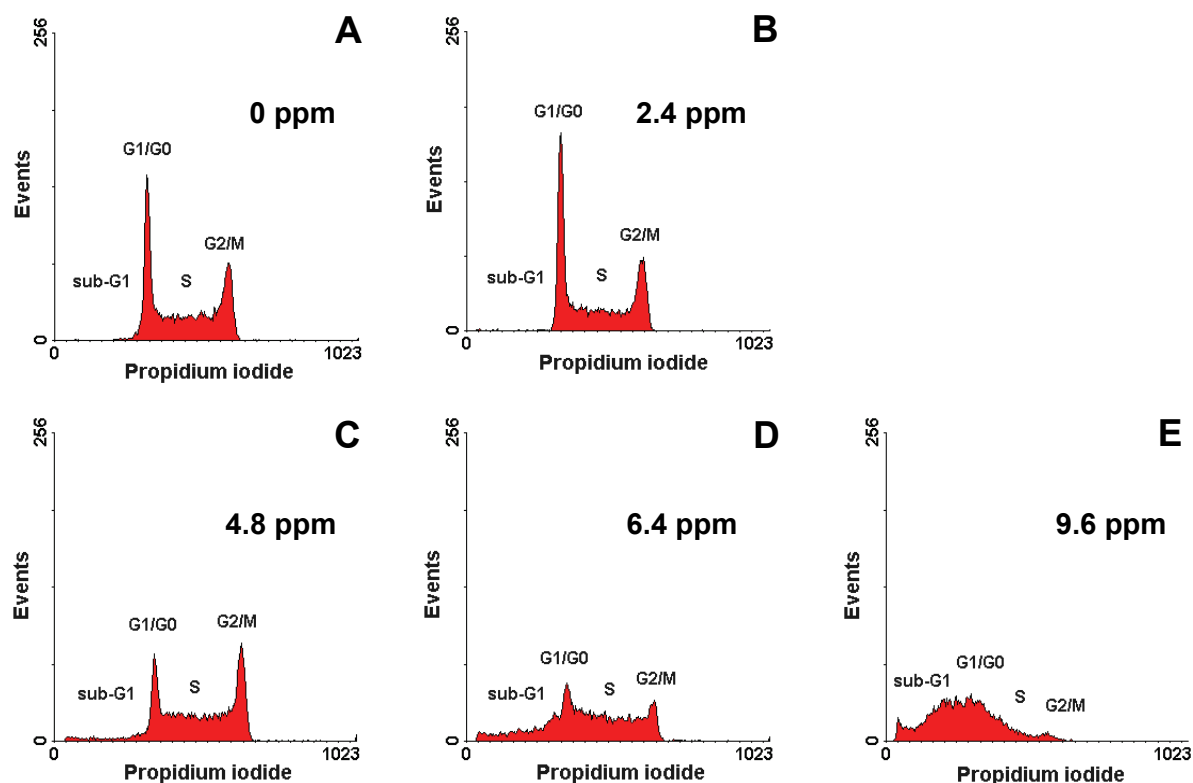 A
256
0 ppm
G1/G0
G2/M
sub-G1
S
Events
0
0
1023
Propidium iodide
B
256
2.4 ppm
G1/G0
G2/M
sub-G1
S
Events
0
0
1023
Propidium iodide
C
256
4.8 ppm
G1/G0
G2/M
sub-G1
S
Events
0
0
1023
Propidium iodide
D
256
6.4 ppm
G1/G0
G2/M
sub-G1
S
Events
0
0
1023
Propidium iodide
E
256
9.6 ppm
G1/G0
sub-G1
S
G2/M
Events
0
0
1023
Propidium iodide